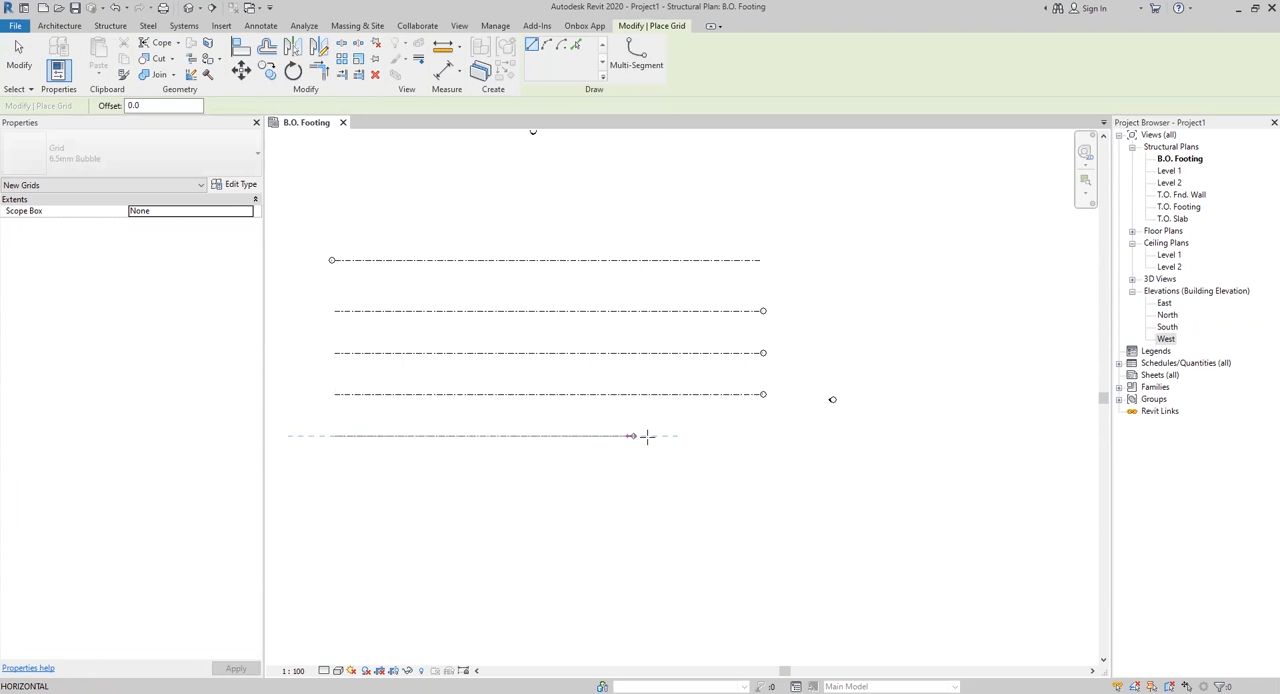 Autodesk Revit 2020 - Project1 - Structural Plan: B.O. Footing
Sign In
File Architecture Structure Steel Systems Insert Annotate Analyze Massing & Site Collaborate View Manage Add-Ins Onbox App Modify | Place Grid
Modify
Paste
Cope
Cut
Join
Multi-Segment
Select Properties Clipboard Geometry Modify View Measure Create Draw
Modify | Place Grid Offset: 0.0
Properties
B.O. Footing
Project Browser - Project1
Grid
6.5mm Bubble
New Grids Edit Type
Extents
Scope Box None
Views (all)
Structural Plans
B.O. Footing
Level 1
Level 2
T.O. Fnd. Wall
T.O. Footing
T.O. Slab
Floor Plans
Ceiling Plans
Level 1
Level 2
3D Views
Elevations (Building Elevation)
East
North
South
West
Legends
Schedules/Quantities (all)
Sheets (all)
Families
Groups
Revit Links
Properties help Apply
1 : 100
HORIZONTAL
:0 Main Model :0